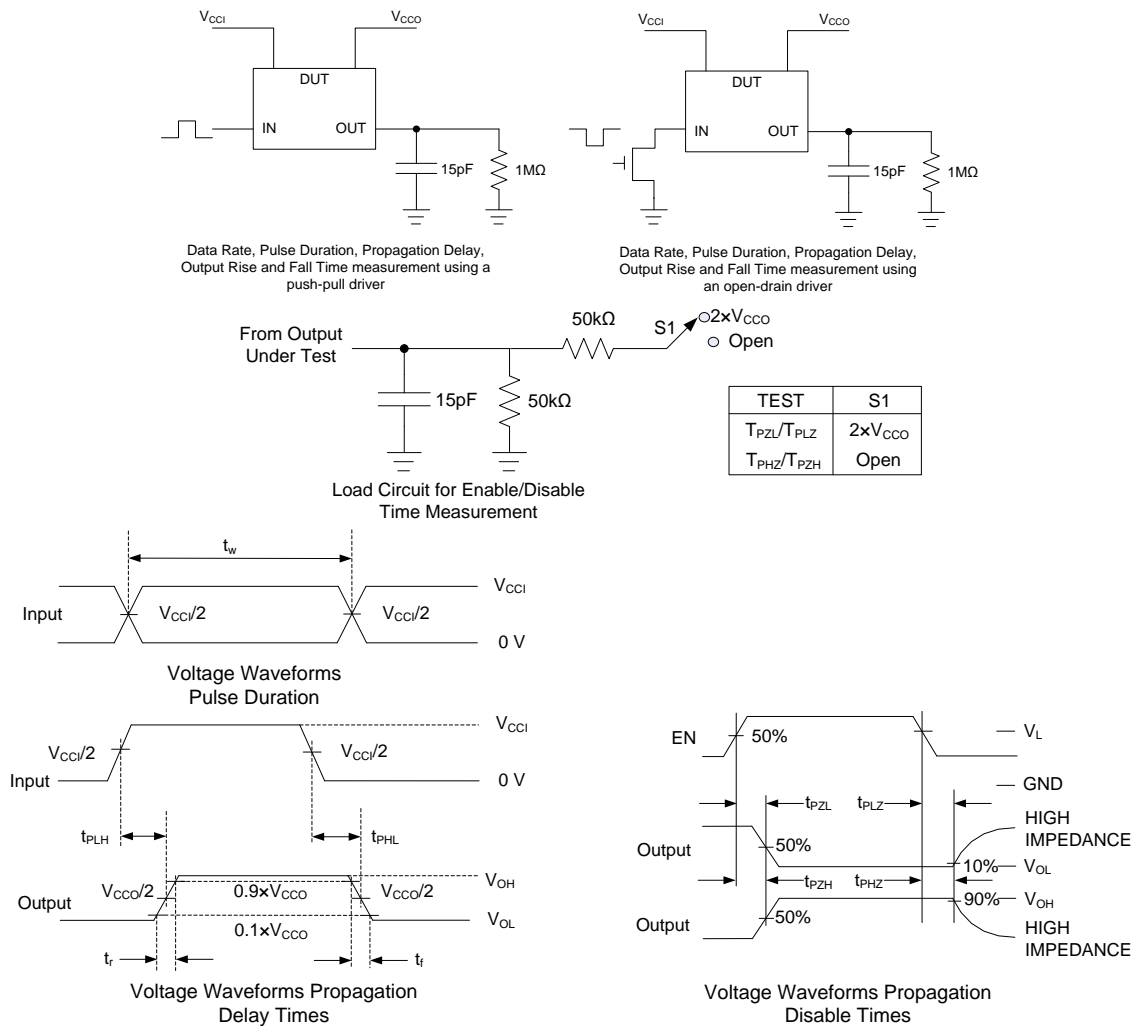 VCCI
VCCO
DUT
IN
OUT
15pF
1MΩ
Data Rate, Pulse Duration, Propagation Delay,
Output Rise and Fall Time measurement using a
push-pull driver
VCCI
VCCO
DUT
IN
OUT
15pF
1MΩ
Data Rate, Pulse Duration, Propagation Delay,
Output Rise and Fall Time measurement using
an open-drain driver
From Output
Under Test
50kΩ
S1
2×VCCO
Open
15pF
50kΩ
Load Circuit for Enable/Disable
Time Measurement
TEST S1
TPZL/TPLZ 2×VCCO
TPHZ/TPZH Open
tw
Input
VCCI/2
VCCI/2
VCCI
0 V
Voltage Waveforms
Pulse Duration
VCCI
VCCI/2
VCCI/2
Input
0 V
tPLH
tPHL
VCCO/2
0.9×VCCO
VCCO/2
VOH
Output
0.1×VCCO
VOL
tr
tf
Voltage Waveforms Propagation
Delay Times
EN
50%
VL
GND
tPZL
tPLZ
HIGH
IMPEDANCE
Output
50%
10%
VOL
tPZH
tPHZ
90%
VOH
Output
50%
HIGH
IMPEDANCE
Voltage Waveforms Propagation
Disable Times